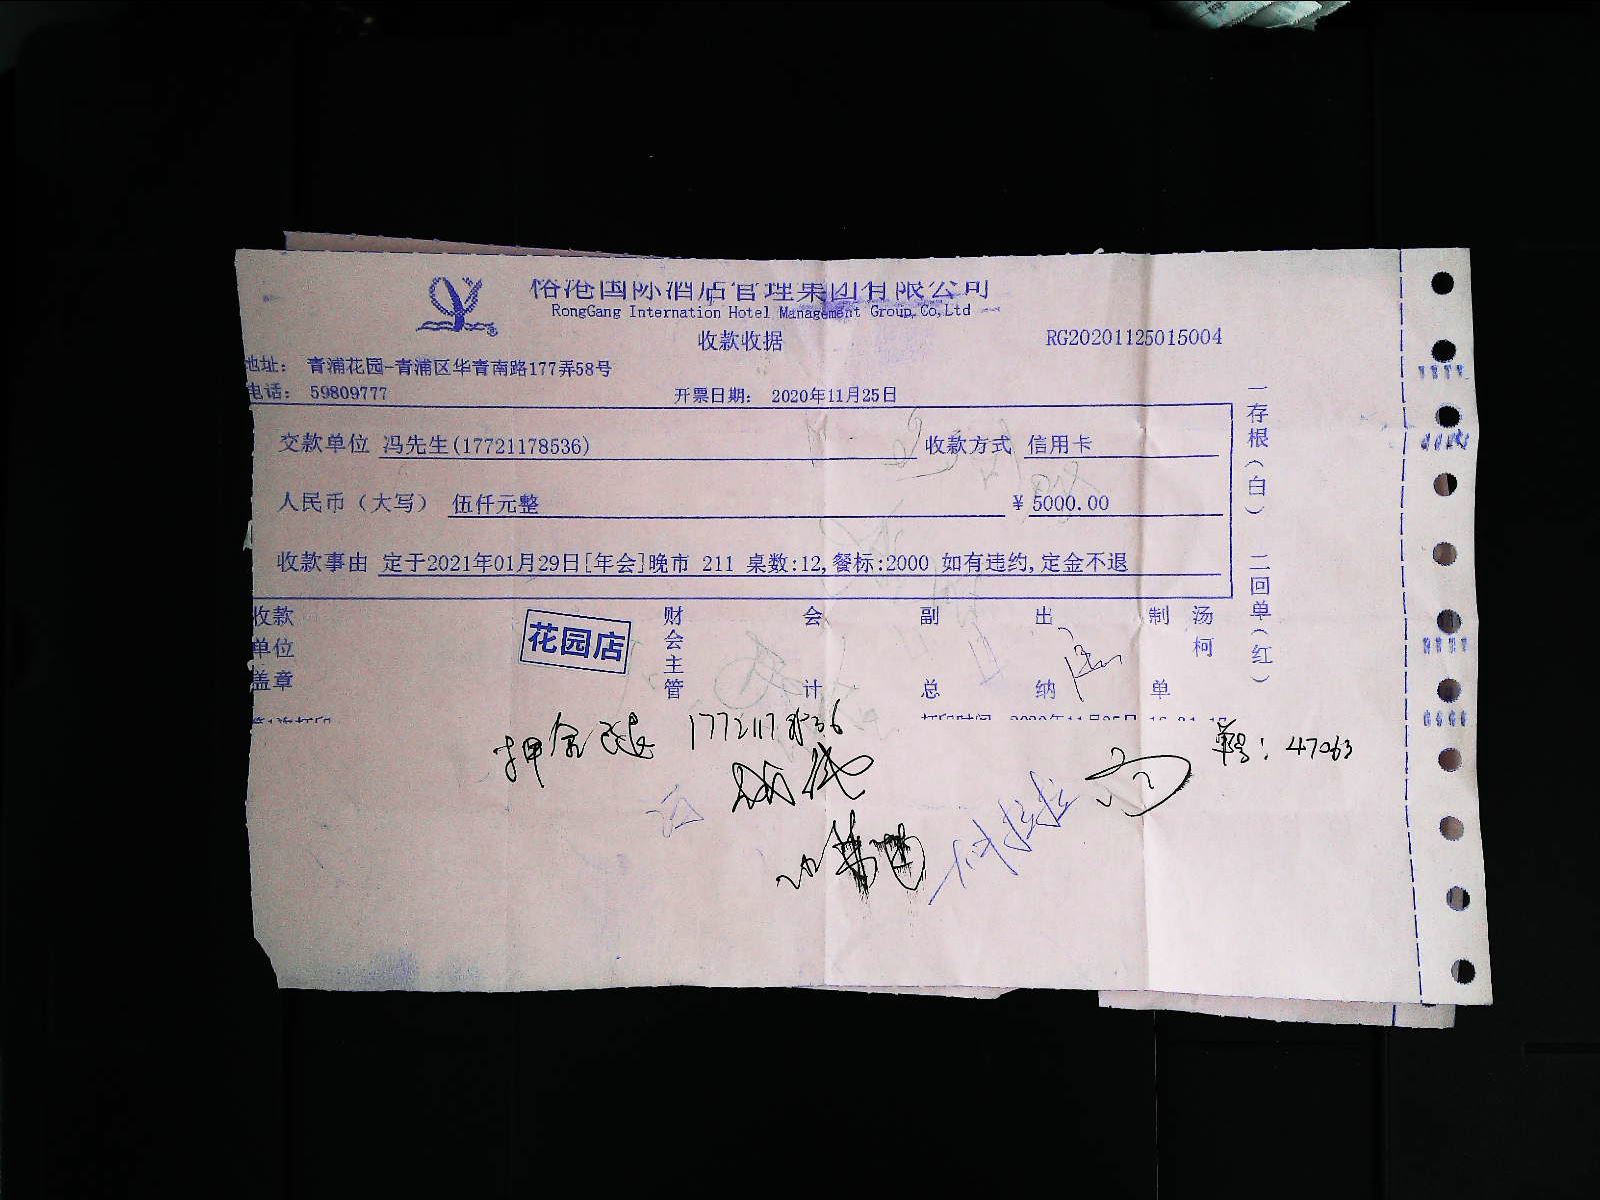 国际酒店管理集团有限公司
RongGang Internation Hotel Management Group.Co,Ltd
收款收据 RG20201125015004
地址： 青浦花园-青浦区华青南路177弄58号
电话： 59809777 开票日期： 2020年11月25日
交款单位 冯先生(17721178536) 收款方式 信用卡
人民币（大写） 伍仟元整 ￥5000.00
收款事由 定于2021年01月29日[年会]晚市 211 桌数:12,餐标:2000 如有违约,定金不退
一存根（白） 二回单（红）
收款单位盖章 花园店 财会主管 会计 副总 出纳 制单 汤柯
押金退 17721178536
单号：47063